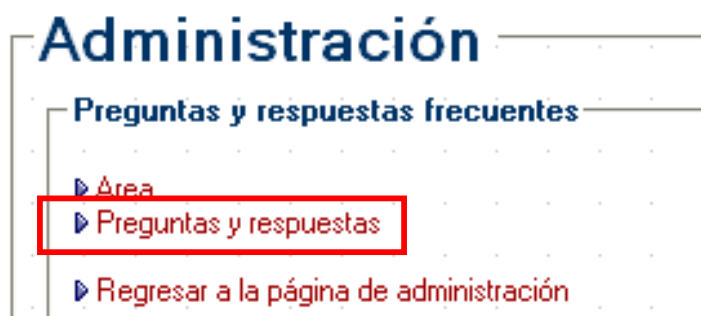 Administración
Preguntas y respuestas frecuentes
Area
Preguntas y respuestas
Regresar a la página de administración